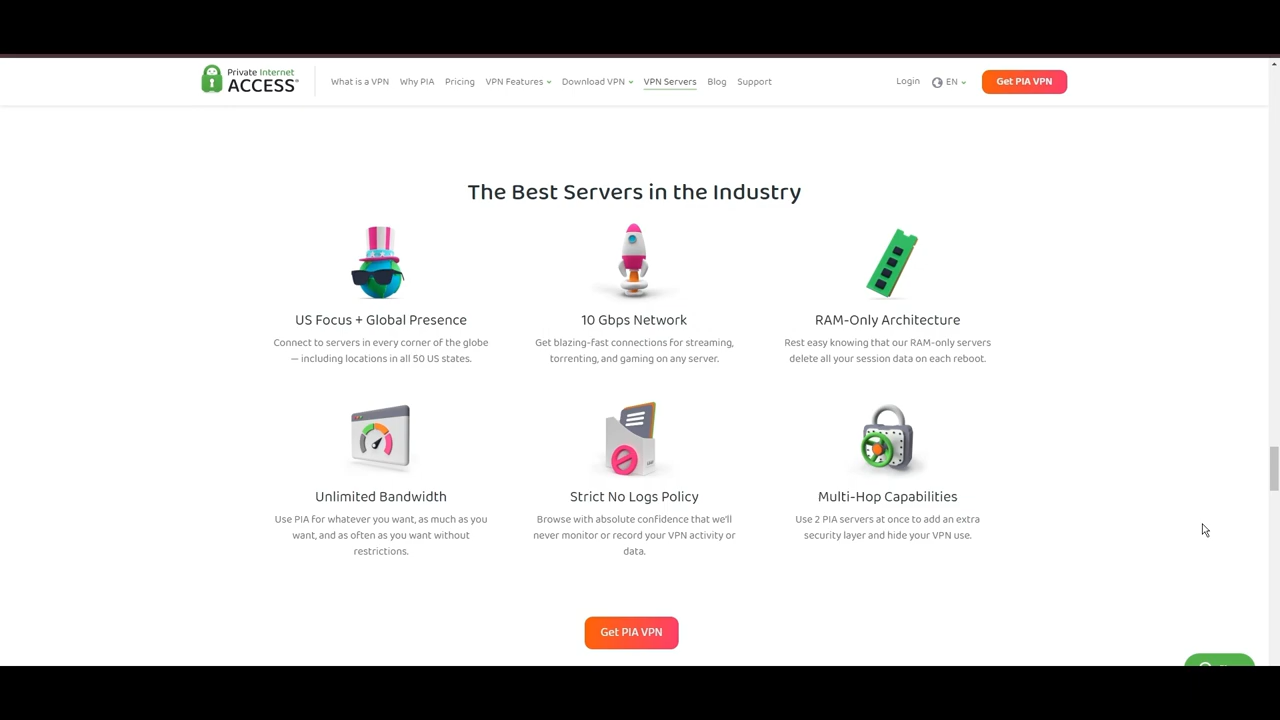 Private Internet
ACCESS®
What is a VPN Why PIA Pricing VPN Features Download VPN VPN Servers Blog Support
Login EN Get PIA VPN
The Best Servers in the Industry
US Focus + Global Presence
Connect to servers in every corner of the globe
— including locations in all 50 US states.
10 Gbps Network
Get blazing-fast connections for streaming,
torrenting, and gaming on any server.
RAM-Only Architecture
Rest easy knowing that our RAM-only servers
delete all your session data on each reboot.
Unlimited Bandwidth
Use PIA for whatever you want, as much as you
want, and as often as you want without
restrictions.
Strict No Logs Policy
Browse with absolute confidence that we'll
never monitor or record your VPN activity or
data.
Multi-Hop Capabilities
Use 2 PIA servers at once to add an extra
security layer and hide your VPN use.
Get PIA VPN